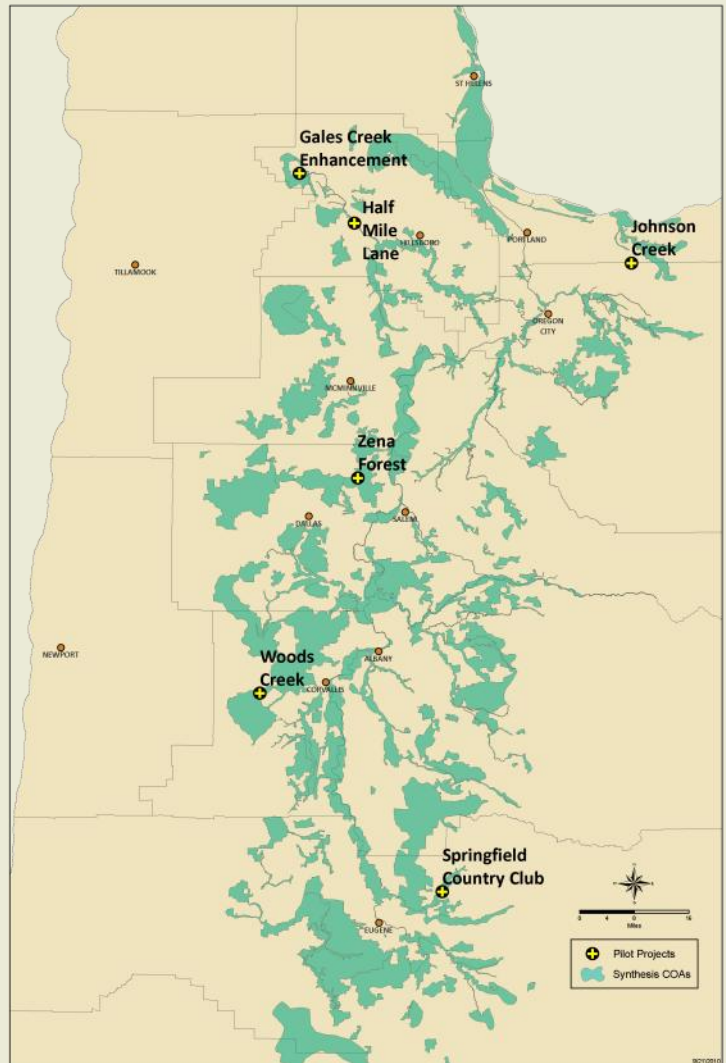 ST HELENS
Gales Creek
Enhancement
Half
Mile
Lane
HILLSBORO
PORTLAND
Johnson
Creek
TILLAMOOK
OREGON
CITY
MCMINNVILLE
Zena
Forest
DALLAS
SALEM
NEWPORT
Woods
Creek
ALBANY
CORVALLIS
Springfield
Country Club
EUGENE
Miles
Pilot Projects
Synthesis COAs